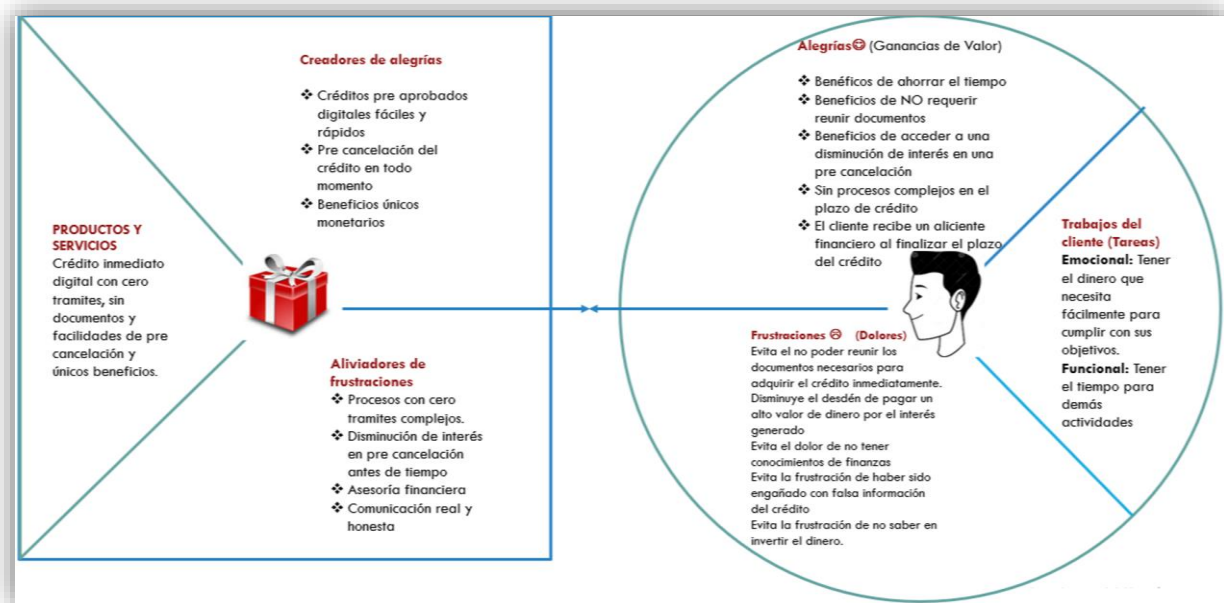 Creadores de alegrías
❖ Créditos pre aprobados
digitales fáciles y
rápidos
❖ Pre cancelación del
crédito en todo
momento
❖ Beneficios únicos
monetarios
PRODUCTOS Y
SERVICIOS
Crédito inmediato
digital con cero
tramites, sin
documentos y
facilidades de pre
cancelación y
únicos beneficios.
Aliviadores de
frustraciones
❖ Procesos con cero
tramites complejos.
❖ Disminución de interés
en pre cancelación
antes de tiempo
❖ Asesoría financiera
❖ Comunicación real y
honesta
Alegrías☺ (Ganancias de Valor)
❖ Benéficos de ahorrar el tiempo
❖ Beneficios de NO requerir
reunir documentos
❖ Beneficios de acceder a una
disminución de interés en una
pre cancelación
❖ Sin procesos complejos en el
plazo de crédito
❖ El cliente recibe un aliciente
financiero al finalizar el plazo
del crédito
Frustraciones ☹ (Dolores)
Evita el no poder reunir los
documentos necesarios para
adquirir el crédito inmediatamente.
Disminuye el desdén de pagar un
alto valor de dinero por el interés
generado
Evita el dolor de no tener
conocimientos de finanzas
Evita la frustración de haber sido
engañado con falsa información
del crédito
Evita la frustración de no saber en
invertir el dinero.
Trabajos del
cliente (Tareas)
Emocional: Tener
el dinero que
necesita
fácilmente para
cumplir con sus
objetivos.
Funcional: Tener
el tiempo para
demás
actividades